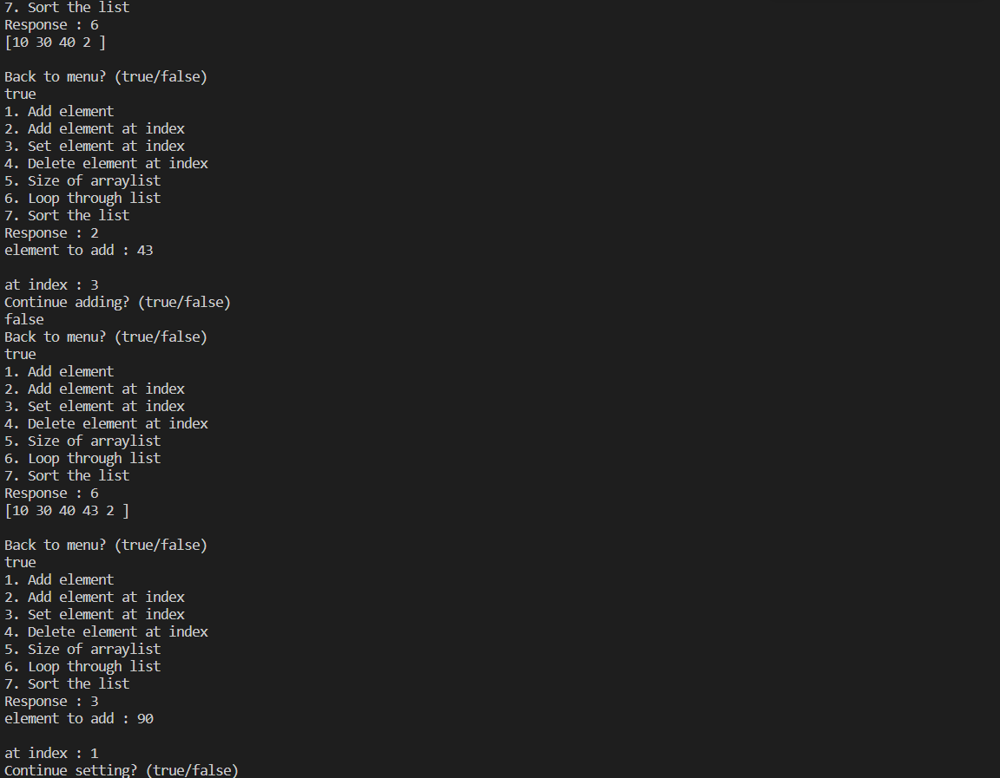 7. Sort the list
Response : 6
[10 30 40 2 ]
Back to menu? (true/false)
true
1. Add element
2. Add element at index
3. Set element at index
4. Delete element at index
5. Size of arraylist
6. Loop through list
7. Sort the list
Response : 2
element to add : 43
at index : 3
Continue adding? (true/false)
false
Back to menu? (true/false)
true
1. Add element
2. Add element at index
3. Set element at index
4. Delete element at index
5. Size of arraylist
6. Loop through list
7. Sort the list
Response : 6
[10 30 40 43 2 ]
Back to menu? (true/false)
true
1. Add element
2. Add element at index
3. Set element at index
4. Delete element at index
5. Size of arraylist
6. Loop through list
7. Sort the list
Response : 3
element to add : 90
at index : 1
Continue setting? (true/false)